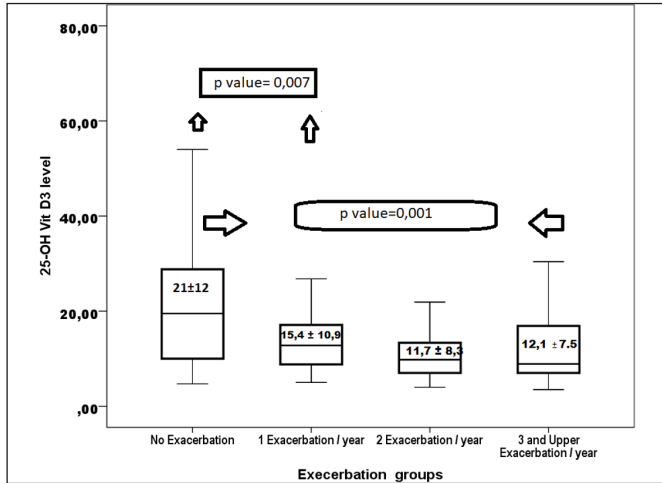 80,00
p value= 0,007
60,00
25-OH Vit D3 level
40,00
p value=0,001
21±12
20,00
15,4 ± 10,9
11,7 ± 8,3
12,1 ±7.5
,00
No Exacerbation
1 Exacerbation / year
2 Exacerbation / year
3 and Upper
Exacerbation / year
Execerbation groups